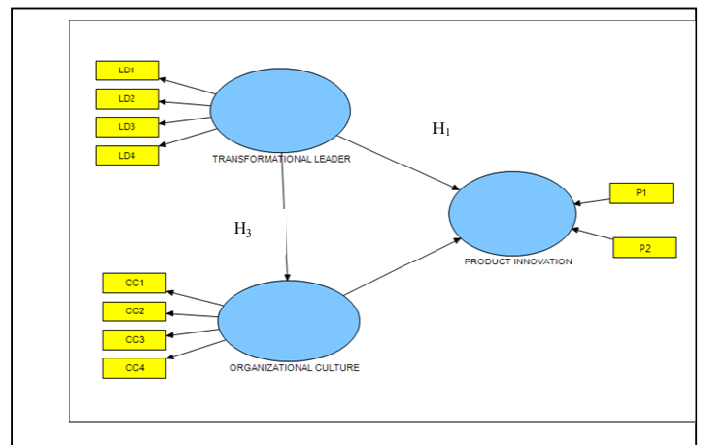 LD1
LD2
LD3
LD4
TRANSFORMATIONAL LEADER
H₁
P1
P2
PRODUCT INNOVATION
H₃
CC1
CC2
CC3
CC4
ORGANIZATIONAL CULTURE